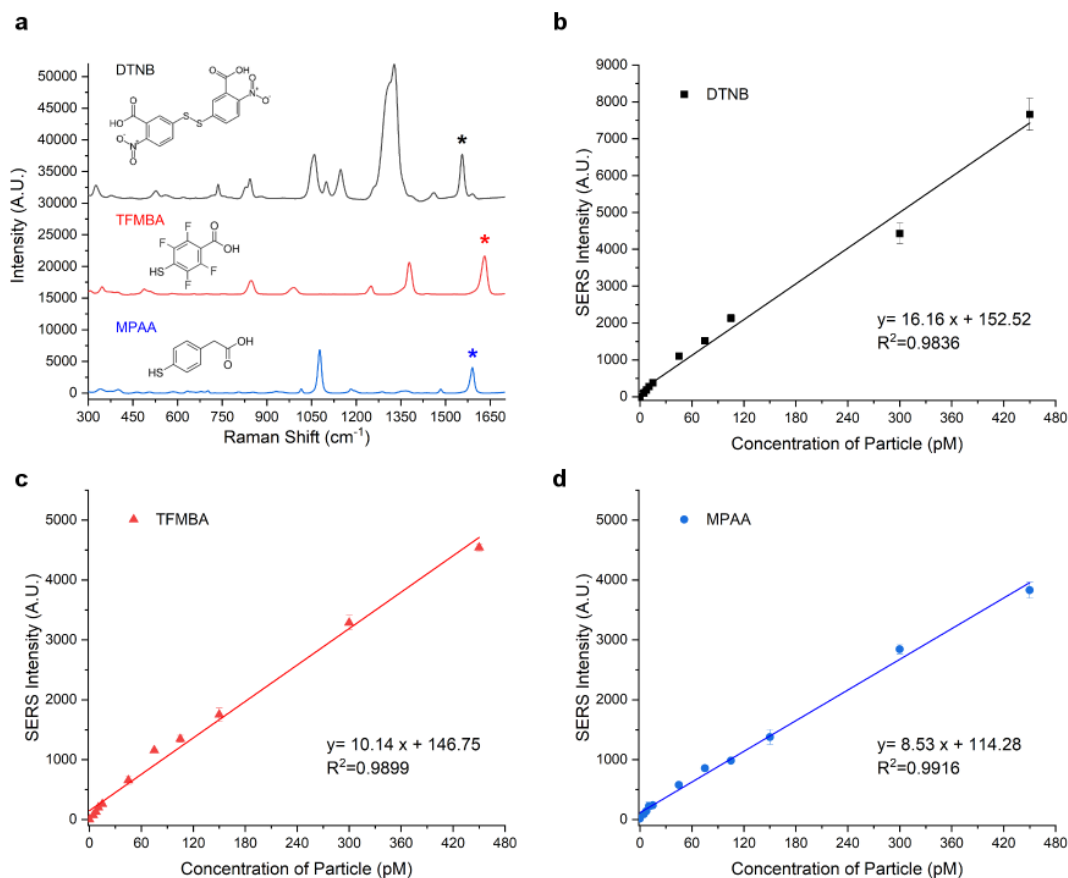 a
DTNB
TFMBA
MPAA
*
*
*
O OH
HO O
N+ O O-
S S
O- N+ O
F F F F
O OH
HS
HS
OH O
50000
45000
40000
35000
30000
25000
20000
15000
10000
5000
0
Intensity (A.U.)
300 450 600 750 900 1050 1200 1350 1500 1650
Raman Shift (cm-1)
b
DTNB
9000
8000
7000
6000
5000
4000
3000
2000
1000
0
SERS Intensity (A.U.)
y= 16.16 x + 152.52
R2=0.9836
0 60 120 180 240 300 360 420 480
Concentration of Particle (pM)
c
TFMBA
5000
4000
3000
2000
1000
0
SERS Intensity (A.U.)
y= 10.14 x + 146.75
R2=0.9899
0 60 120 180 240 300 360 420 480
Concentration of Particle (pM)
d
MPAA
5000
4000
3000
2000
1000
0
SERS Intensity (A.U.)
y= 8.53 x + 114.28
R2=0.9916
0 60 120 180 240 300 360 420 480
Concentration of Particle (pM)